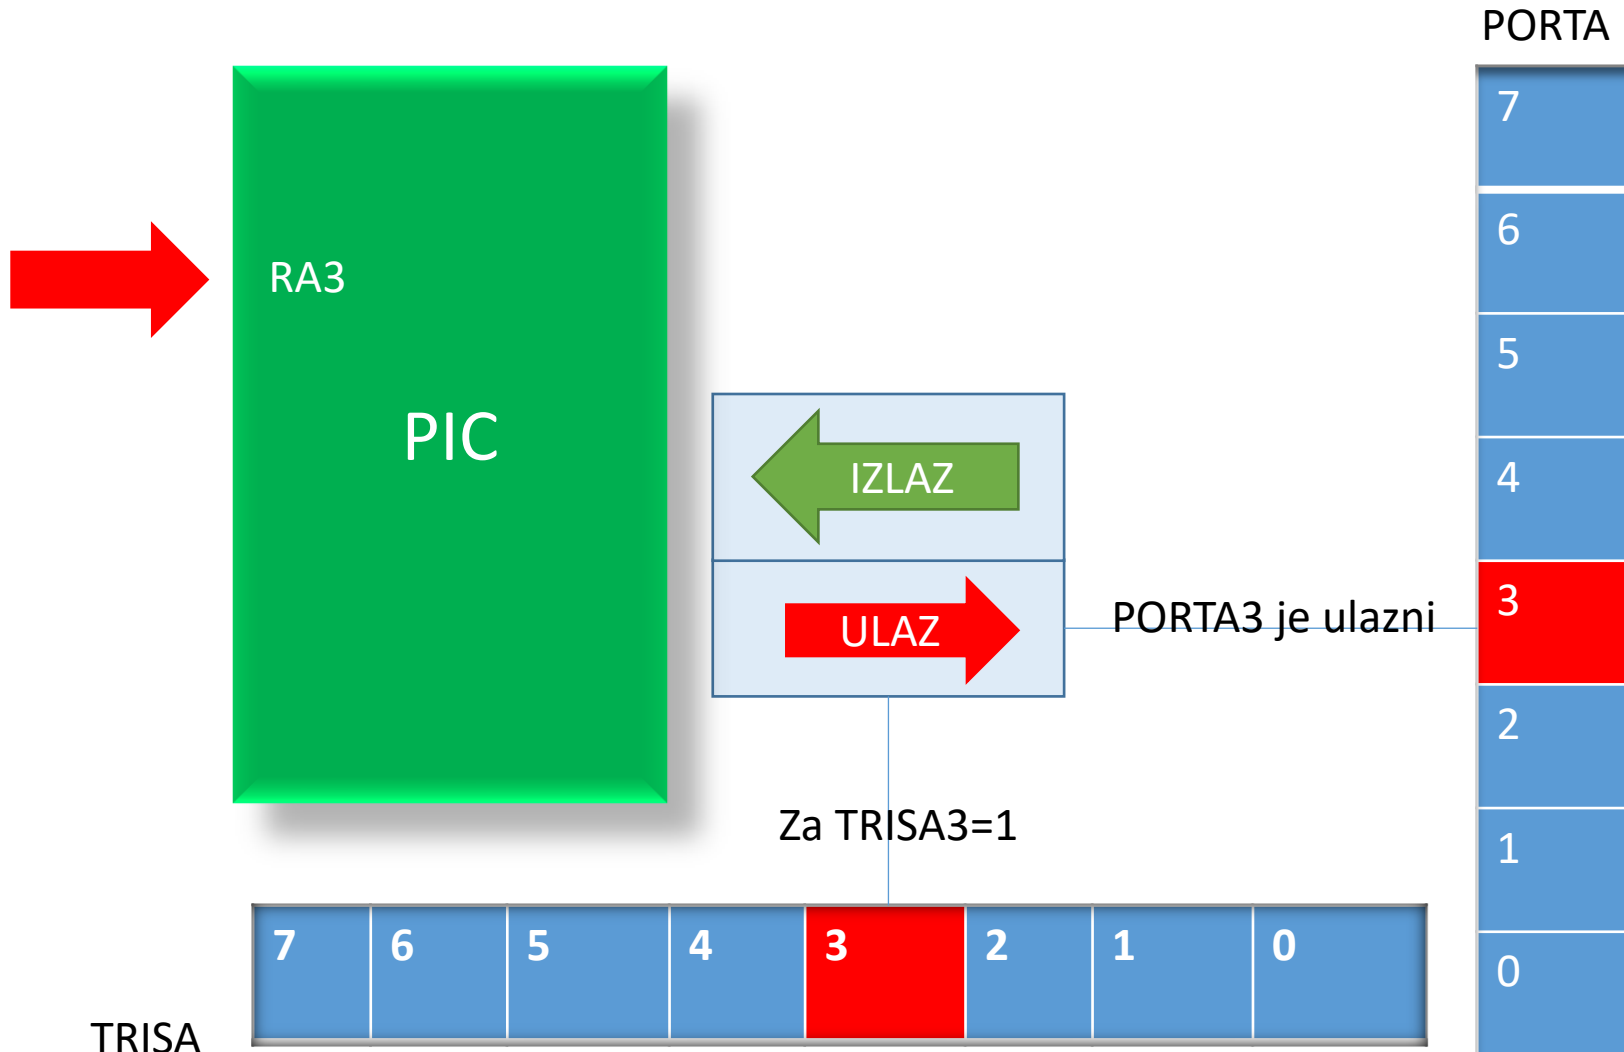 PORTA
7
6
RA3
5
PIC
4
IZLAZ
3
PORTA3 je ulazni
ULAZ
2
Za TRISA3=1
1
7 6 5 4 3 2 1 0
0
TRISA